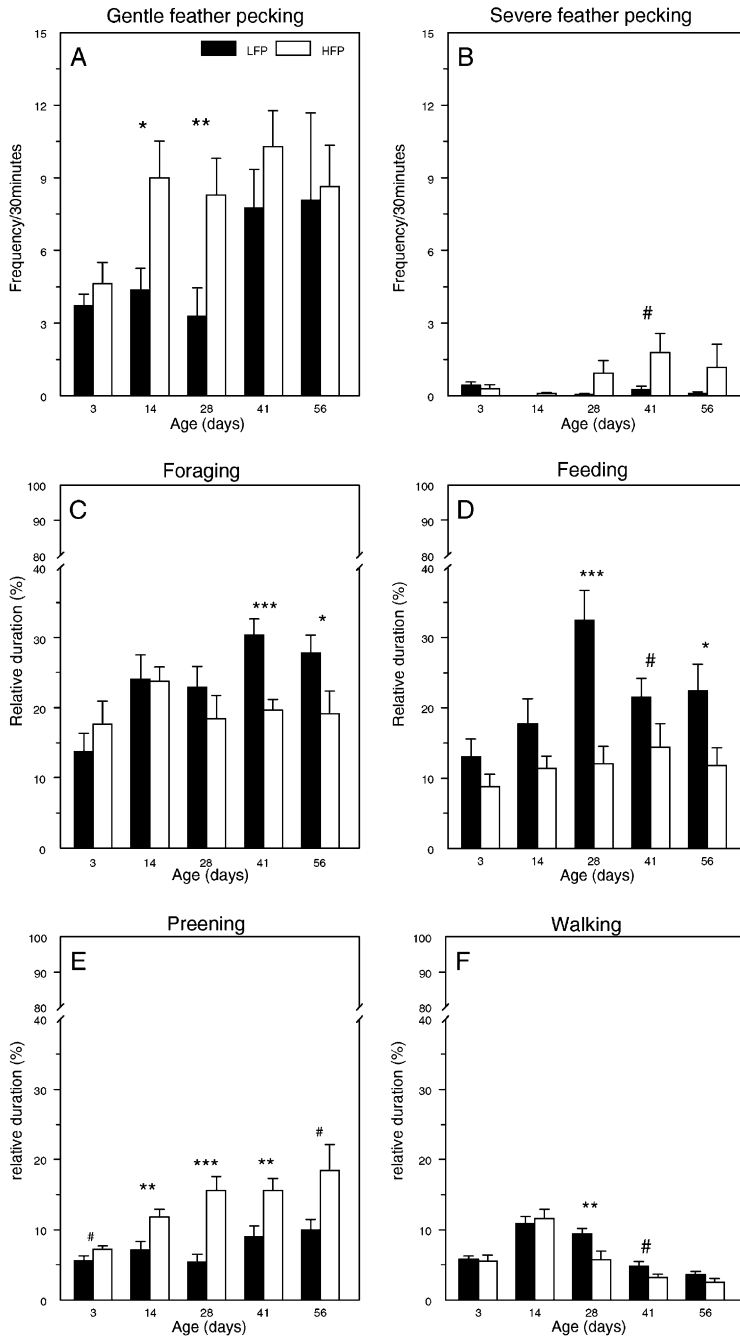 Gentle feather pecking
A
LFP HFP
15
12
9
6
3
0
Frequency/30minutes
*
**
3 14 28 41 56
Age (days)
Severe feather pecking
B
15
12
9
6
3
0
Frequency/30minutes
#
3 14 28 41 56
Age (days)
Foraging
C
100
90
80
40
30
20
10
0
Relative duration (%)
***
*
3 14 28 41 56
Age (days)
Feeding
D
100
90
80
40
30
20
10
0
Relative duration (%)
***
#
*
3 14 28 41 56
Age (days)
Preening
E
100
90
80
40
30
20
10
0
relative duration (%)
#
**
***
**
#
3 14 28 41 56
Age (days)
Walking
F
100
90
80
40
30
20
10
0
relative duration (%)
**
#
3 14 28 41 56
Age (days)